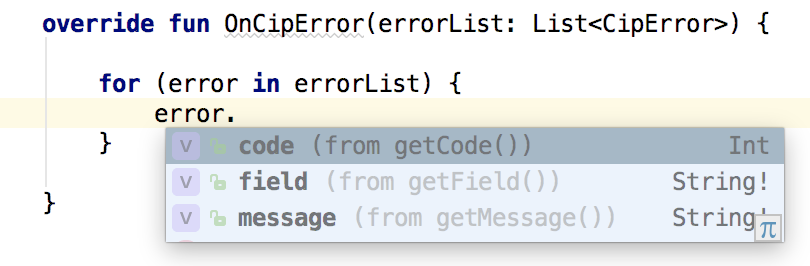 override fun OnCipError(errorList: List<CipError>) {
for (error in errorList) {
error.
}
v code (from getCode()) Int
v field (from getField()) String!
}
v message (from getMessage()) String!
π